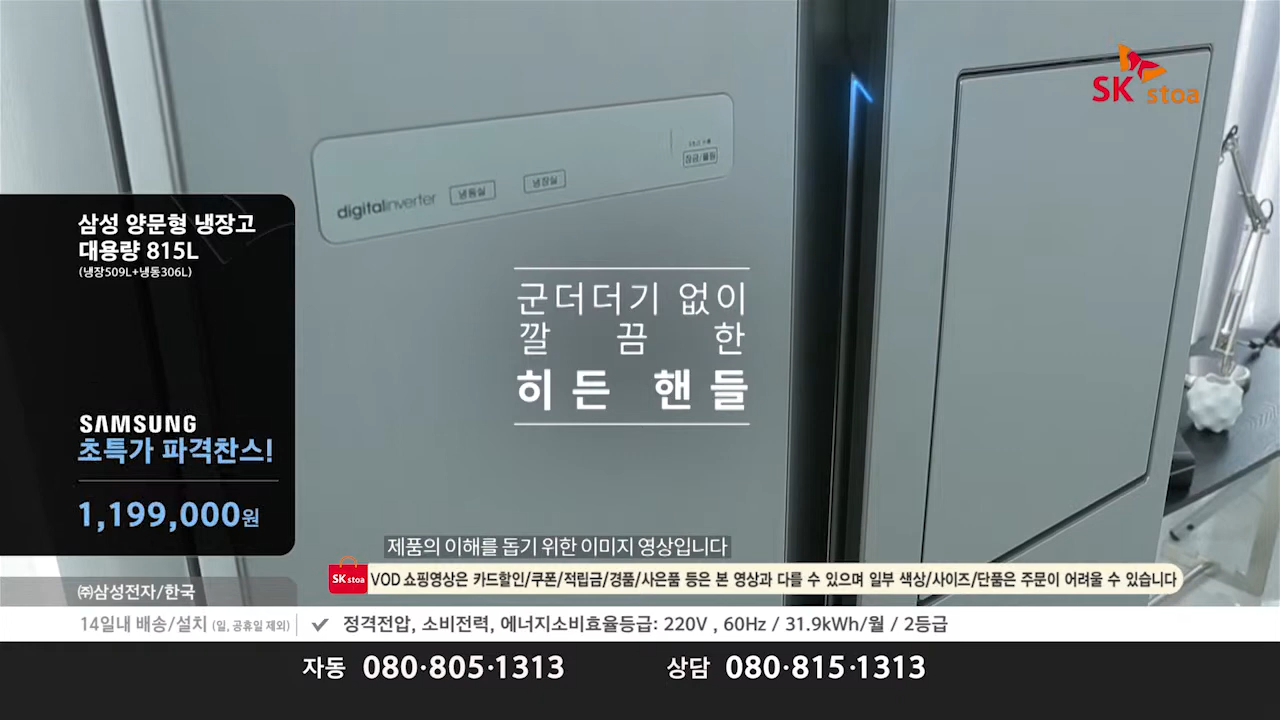 SK stoa
digitalinverter
냉동실
냉장실
잠금/풀림
삼성 양문형 냉장고
대용량 815L
(냉장509L+냉동306L)
군더더기 없이
깔끔한
히든 핸들
SAMSUNG
초특가 파격찬스!
1,199,000원
제품의 이해를 돕기 위한 이미지 영상입니다
SK stoa
VOD 쇼핑영상은 카드할인/쿠폰/적립금/경품/사은품 등은 본 영상과 다를 수 있으며 일부 색상/사이즈/단품은 주문이 어려울 수 있습니다
㈜삼성전자/한국
14일내 배송/설치 (일, 공휴일 제외)
정격전압, 소비전력, 에너지소비효율등급: 220V , 60Hz / 31.9kWh/월 / 2등급
자동 080·805·1313
상담 080·815·1313